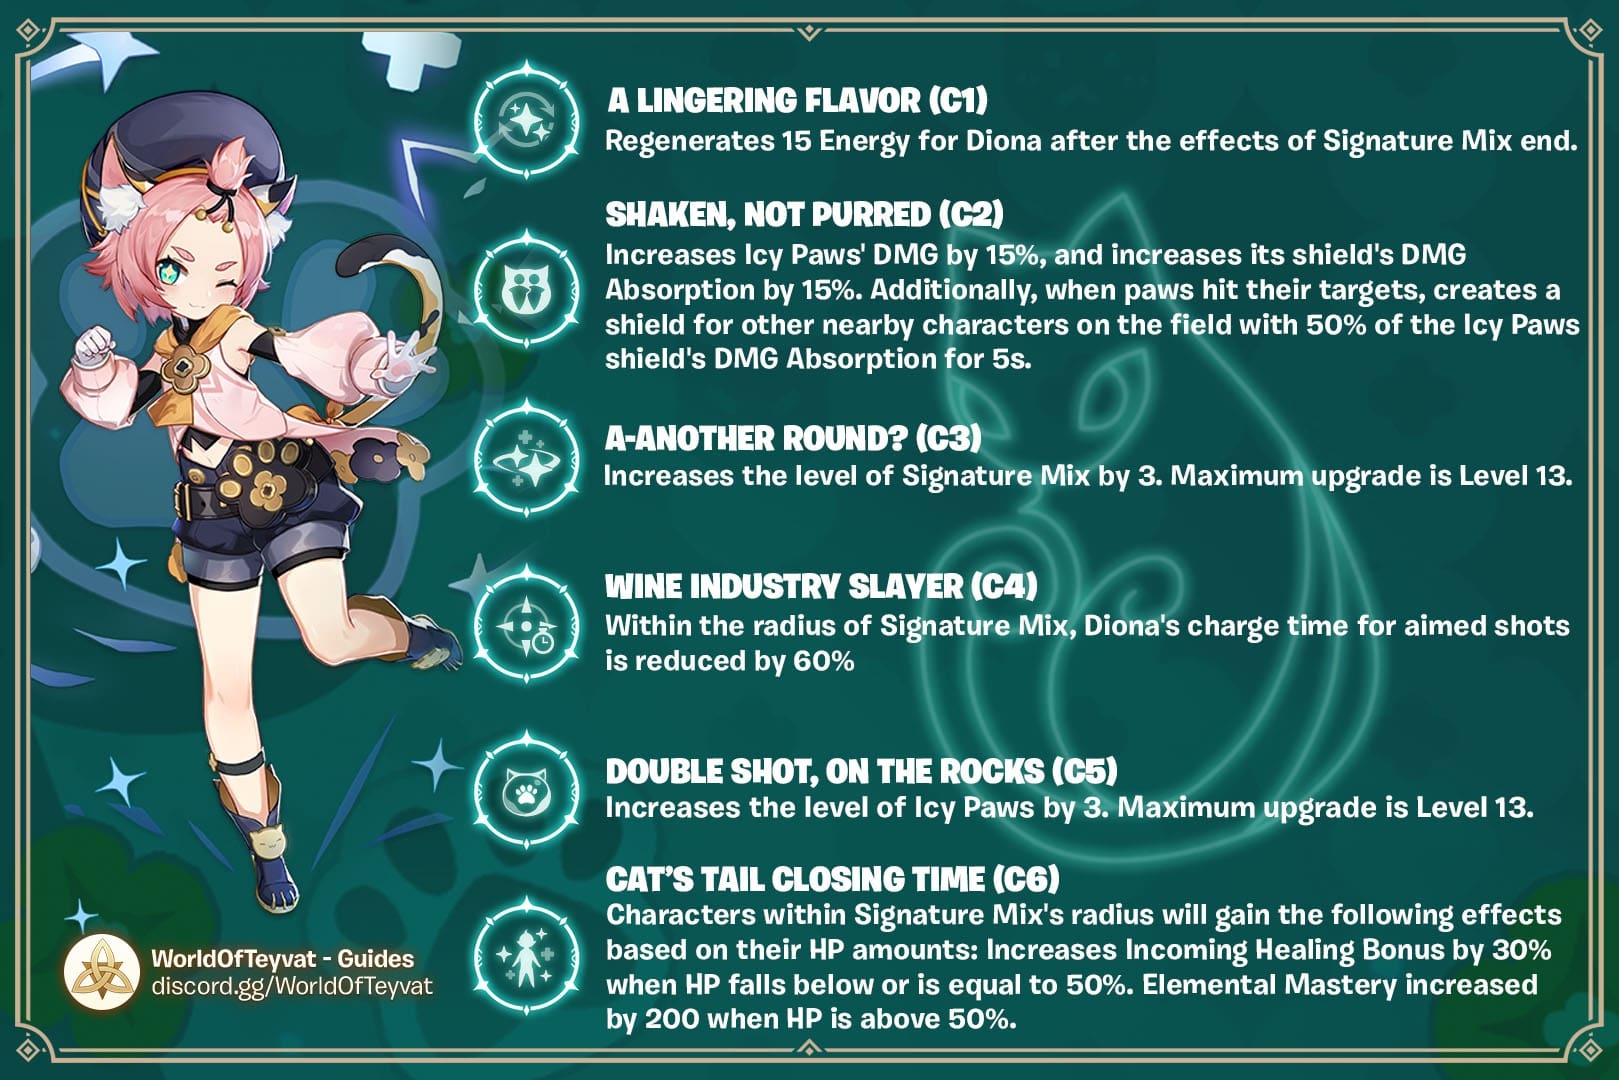 A LINGERING FLAVOR (C1)
Regenerates 15 Energy for Diona after the effects of Signature Mix end.
SHAKEN, NOT PURRED (C2)
Increases Icy Paws' DMG by 15%, and increases its shield's DMG
Absorption by 15%. Additionally, when paws hit their targets, creates a
shield for other nearby characters on the field with 50% of the Icy Paws
shield's DMG Absorption for 5s.
A-ANOTHER ROUND? (C3)
Increases the level of Signature Mix by 3. Maximum upgrade is Level 13.
WINE INDUSTRY SLAYER (C4)
Within the radius of Signature Mix, Diona's charge time for aimed shots
is reduced by 60%
DOUBLE SHOT, ON THE ROCKS (C5)
Increases the level of Icy Paws by 3. Maximum upgrade is Level 13.
CAT’S TAIL CLOSING TIME (C6)
Characters within Signature Mix's radius will gain the following effects
based on their HP amounts: Increases Incoming Healing Bonus by 30%
when HP falls below or is equal to 50%. Elemental Mastery increased
by 200 when HP is above 50%.
WorldOfTeyvat - Guides
discord.gg/WorldOfTeyvat